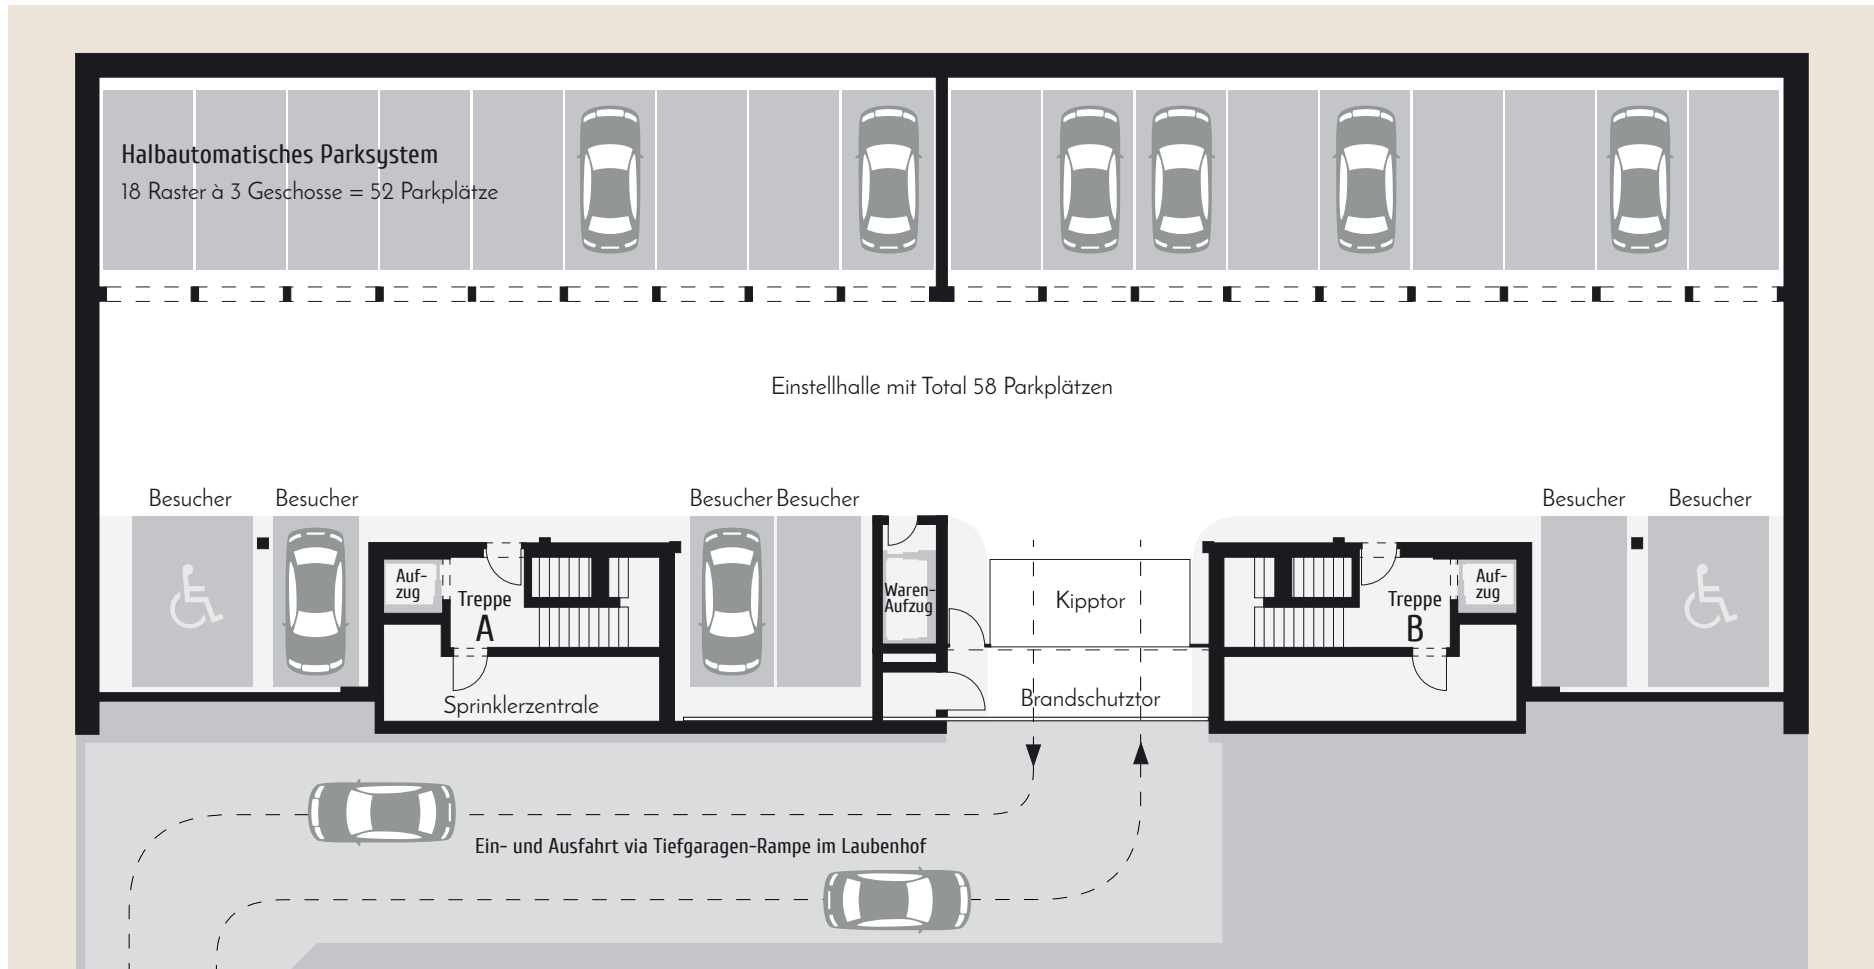 Halbautomatisches Parksystem
18 Raster à 3 Geschosse = 52 Parkplätze
Einstellhalle mit Total 58 Parkplätzen
Besucher Besucher Besucher Besucher Besucher Besucher
Auf-
zug
Treppe
A
Waren-
Aufzug
Kipptor
Treppe
B
Auf-
zug
Sprinklerzentrale
Brandschutztor
Ein- und Ausfahrt via Tiefgaragen-Rampe im Laubenhof